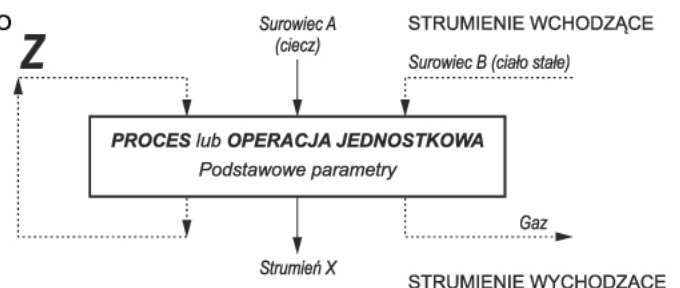 O
Z
Surowiec A
(ciecz)
STRUMIENIE WCHODZĄCE
Surowiec B (ciało stałe)
PROCES lub OPERACJA JEDNOSTKOWA
Podstawowe parametry
Gaz
Strumień X
STRUMIENIE WYCHODZĄCE